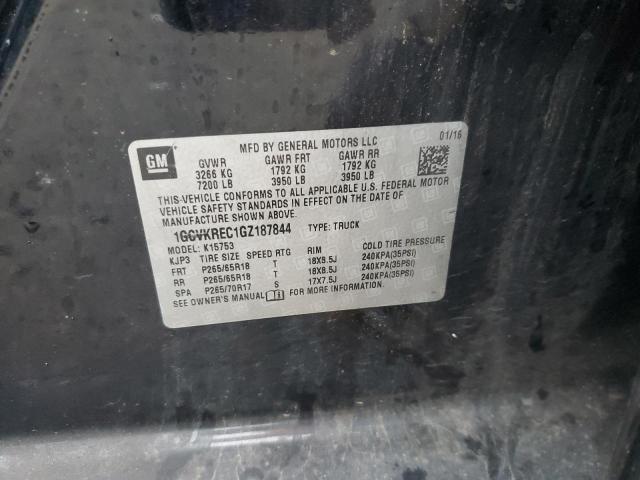 GM
MFD BY GENERAL MOTORS LLC 01/16
GVWR GAWR FRT GAWR RR
3266 KG 1792 KG 1792 KG
7200 LB 3950 LB 3950 LB
THIS VEHICLE CONFORMS TO ALL APPLICABLE U.S. FEDERAL MOTOR
VEHICLE SAFETY STANDARDS IN EFFECT ON THE DATE OF
MANUFACTURE SHOWN ABOVE.
1GCVKREC1GZ187844 TYPE: TRUCK
MODEL: K15753
KJP3 TIRE SIZE SPEED RTG RIM COLD TIRE PRESSURE
FRT P265/65R18 T 18X8.5J 240KPA(35PSI)
RR P265/65R18 T 18X8.5J 240KPA(35PSI)
SPA P265/70R17 S 17X7.5J 240KPA(35PSI)
SEE OWNER'S MANUAL